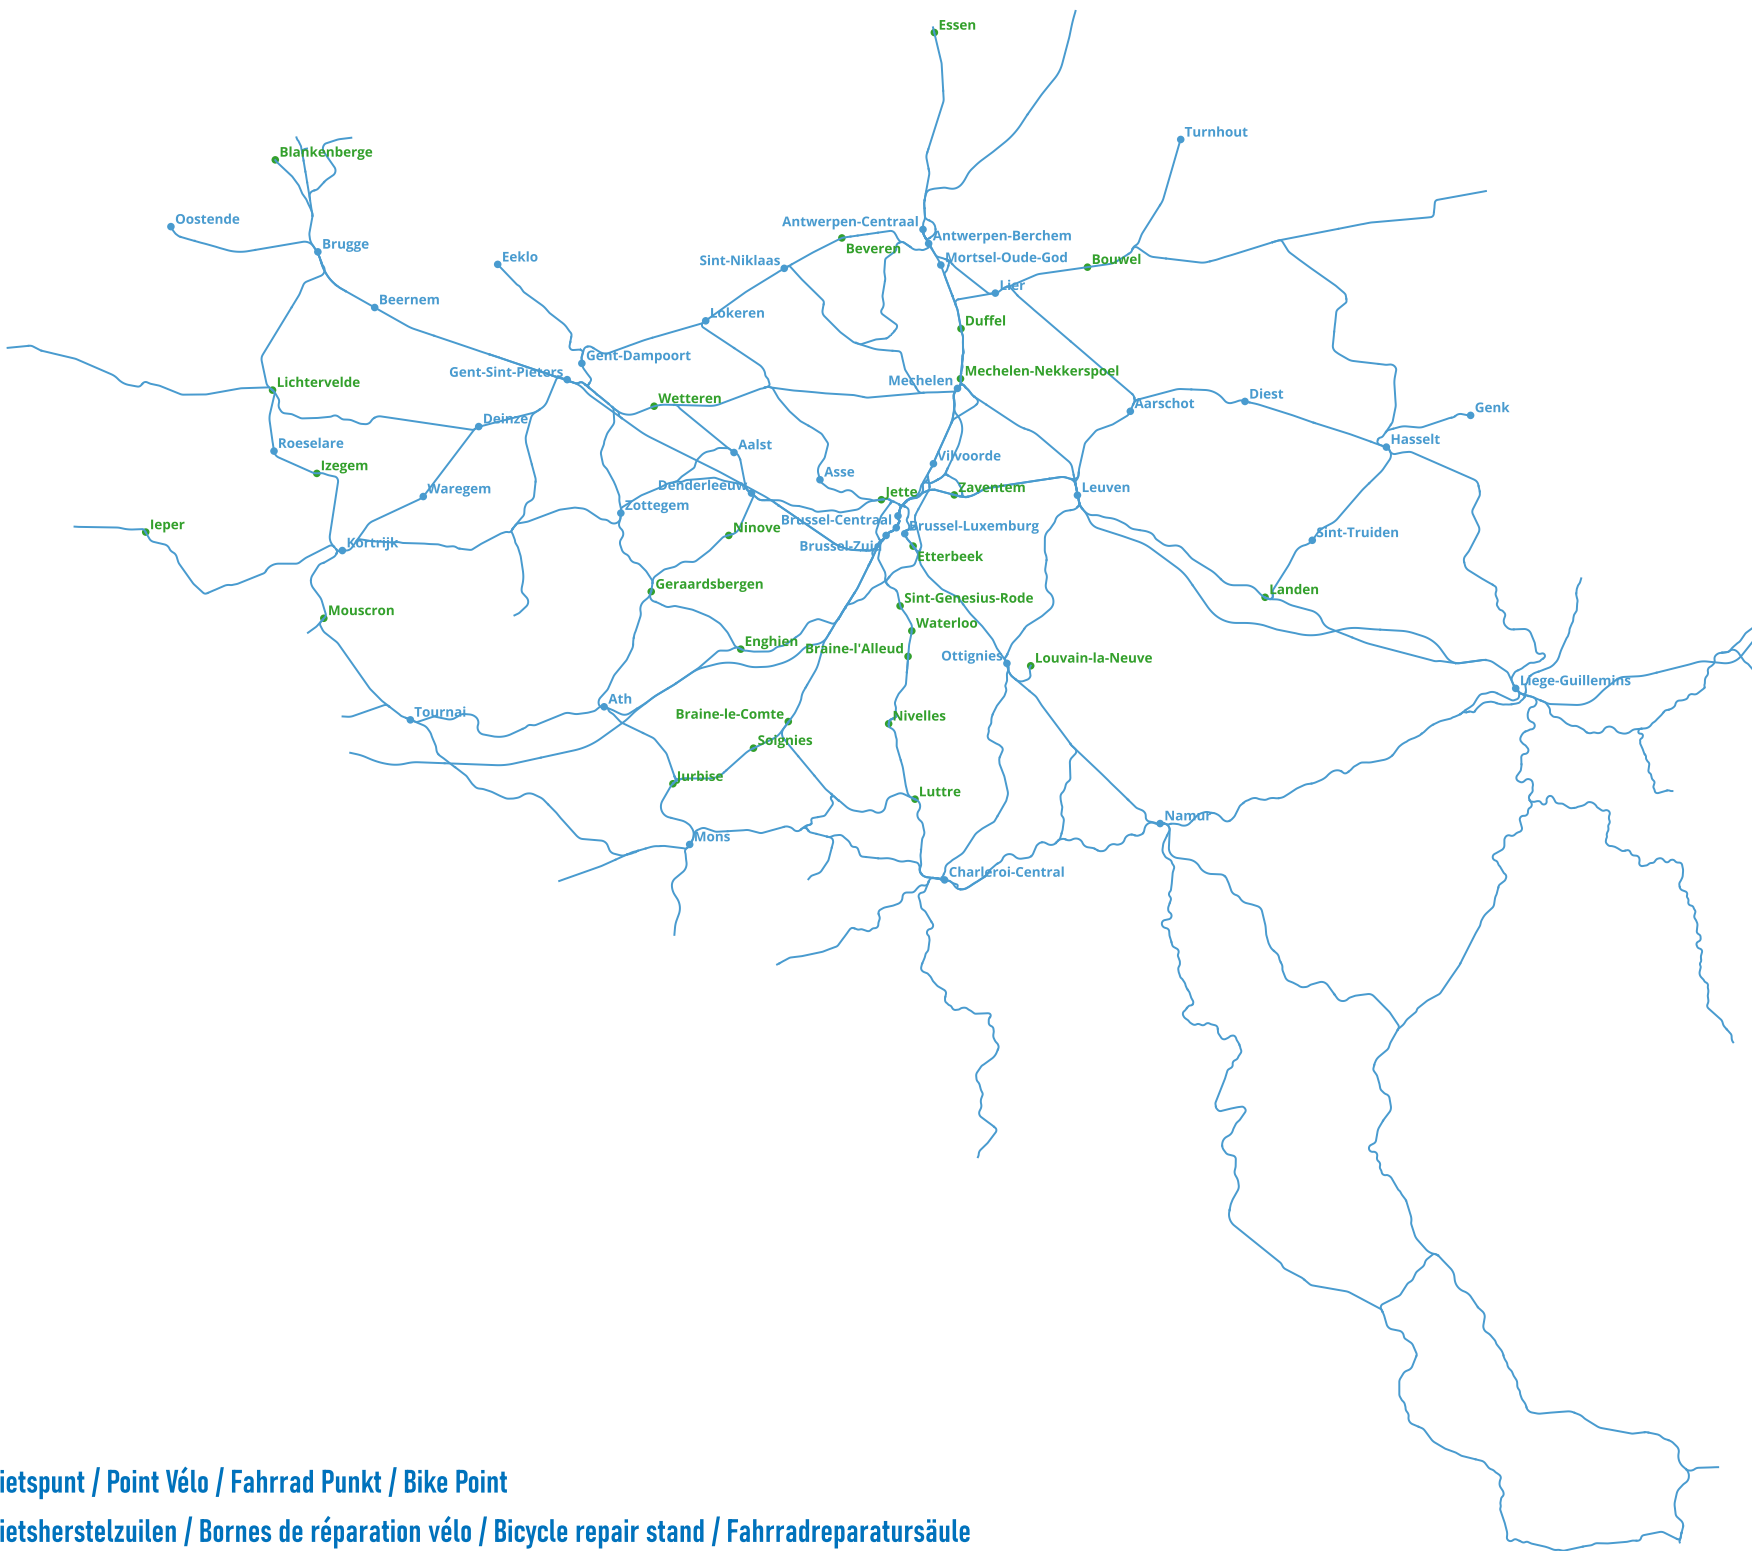 Essen
Turnhout
Blankenberge
Oostende
Antwerpen-Centraal
Brugge
Antwerpen-Berchem
Beveren
Eeklo
Sint-Niklaas
Mortsel-Oude-God
Bouwel
Lier
Beernem
Lokeren
Duffel
Gent-Dampoort
Gent-Sint-Pieters
Mechelen-Nekkerspoel
Mechelen
Lichtervelde
Wetteren
Diest
Aarschot
Genk
Deinze
Roeselare
Aalst
Hasselt
Izegem
Vilvoorde
Asse
Waregem
Denderleeuw
Jette
Zaventem
Leuven
Zottegem
Ieper
Ninove
Brussel-Centraal
Brussel-Luxemburg
Sint-Truiden
Kortrijk
Brussel-Zuid
Etterbeek
Geraardsbergen
Landen
Sint-Genesius-Rode
Mouscron
Waterloo
Enghien
Braine-l'Alleud
Ottignies
Louvain-la-Neuve
Liege-Guillemins
Ath
Tournai
Braine-le-Comte
Nivelles
Soignies
Jurbise
Luttre
Namur
Mons
Charleroi-Central
ietspunt / Point Vélo / Fahrrad Punkt / Bike Point
ietsherstelzuilen / Bornes de réparation vélo / Bicycle repair stand / Fahrradreparatursäule